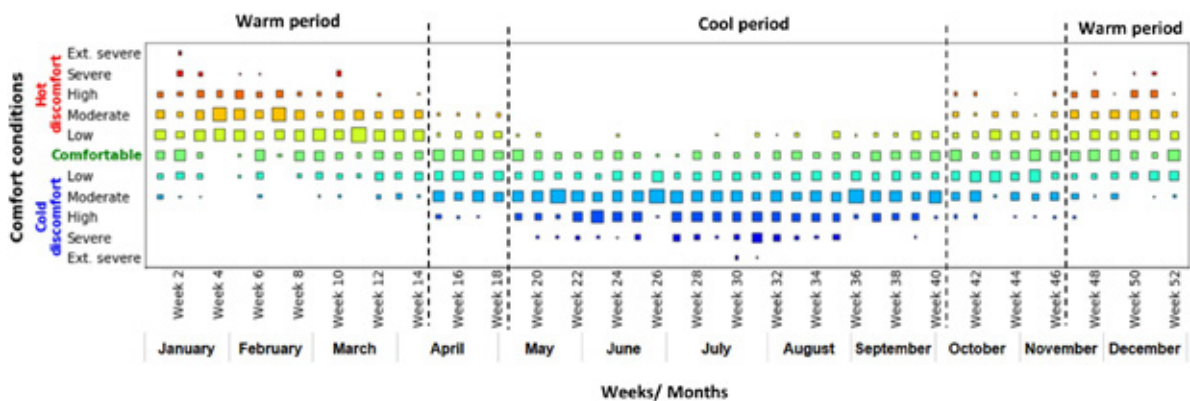 Warm period
Cool period
Warm period
Comfort conditions
Hot
discomfort
Cold
discomfort
Ext. severe
Severe
High
Moderate
Low
Comfortable
Low
Moderate
High
Severe
Ext. severe
Week 2
Week 4
Week 6
Week 8
Week 10
Week 12
Week 14
Week 16
Week 18
Week 20
Week 22
Week 24
Week 26
Week 28
Week 30
Week 32
Week 34
Week 36
Week 38
Week 40
Week 42
Week 44
Week 46
Week 48
Week 50
Week 52
January
February
March
April
May
June
July
August
September
October
November
December
Weeks/ Months